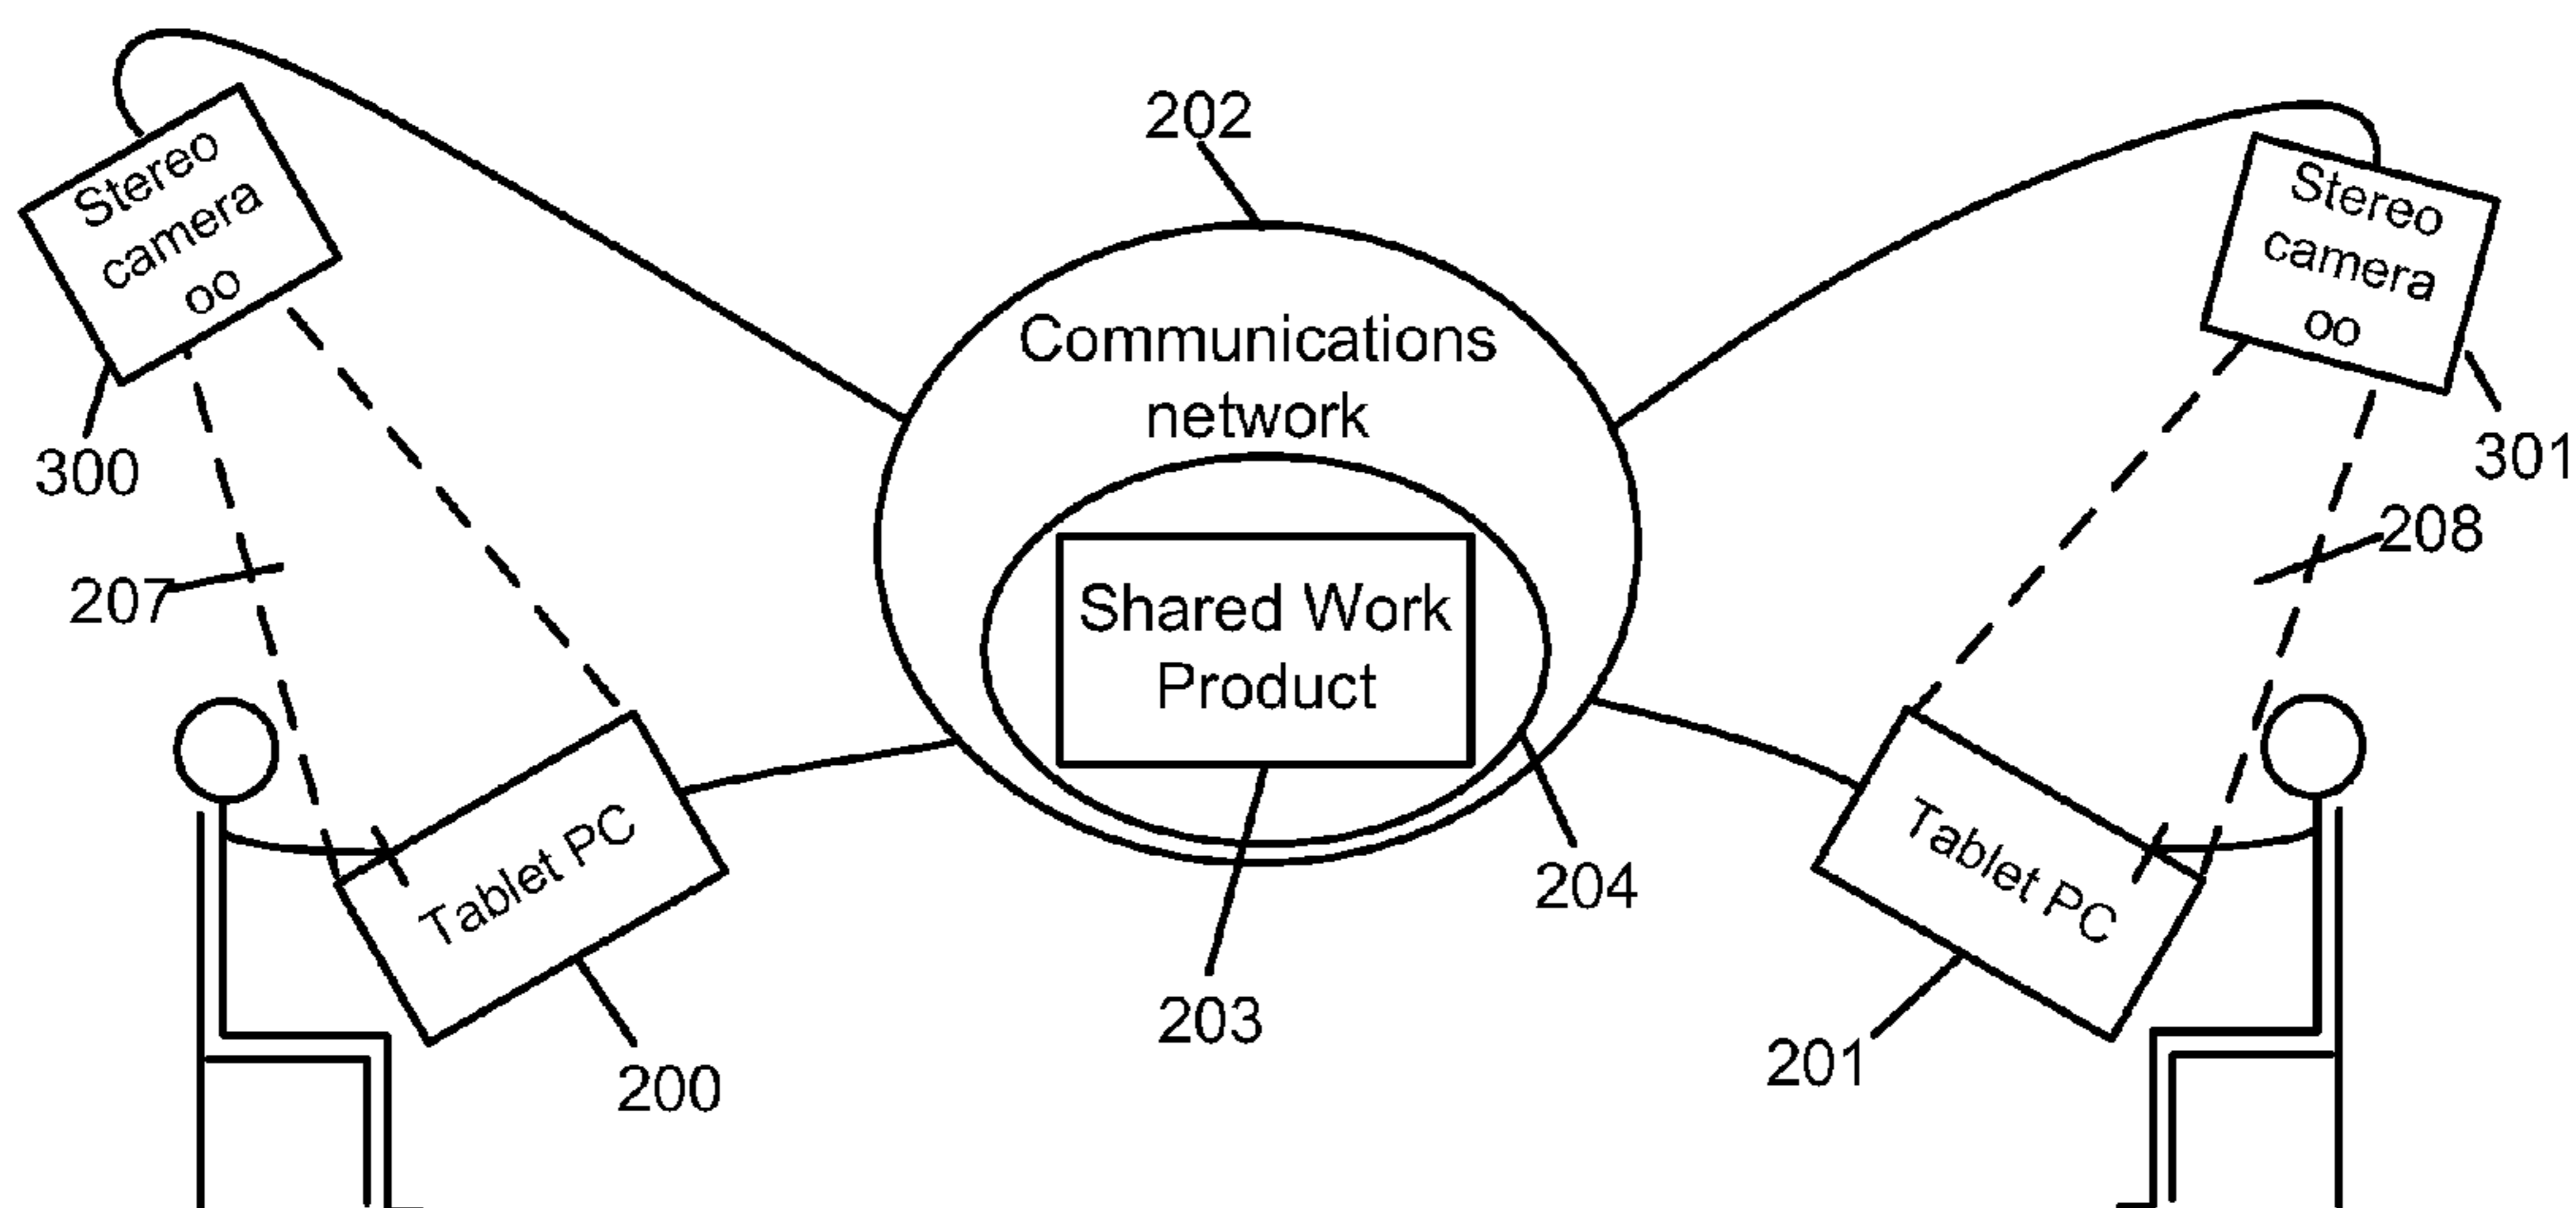 202
Stereo
camera
oo
Stereo
camera
oo
Communications
network
300
301
208
207
Shared Work
Product
Tablet PC
Tablet PC
204
203
200
201